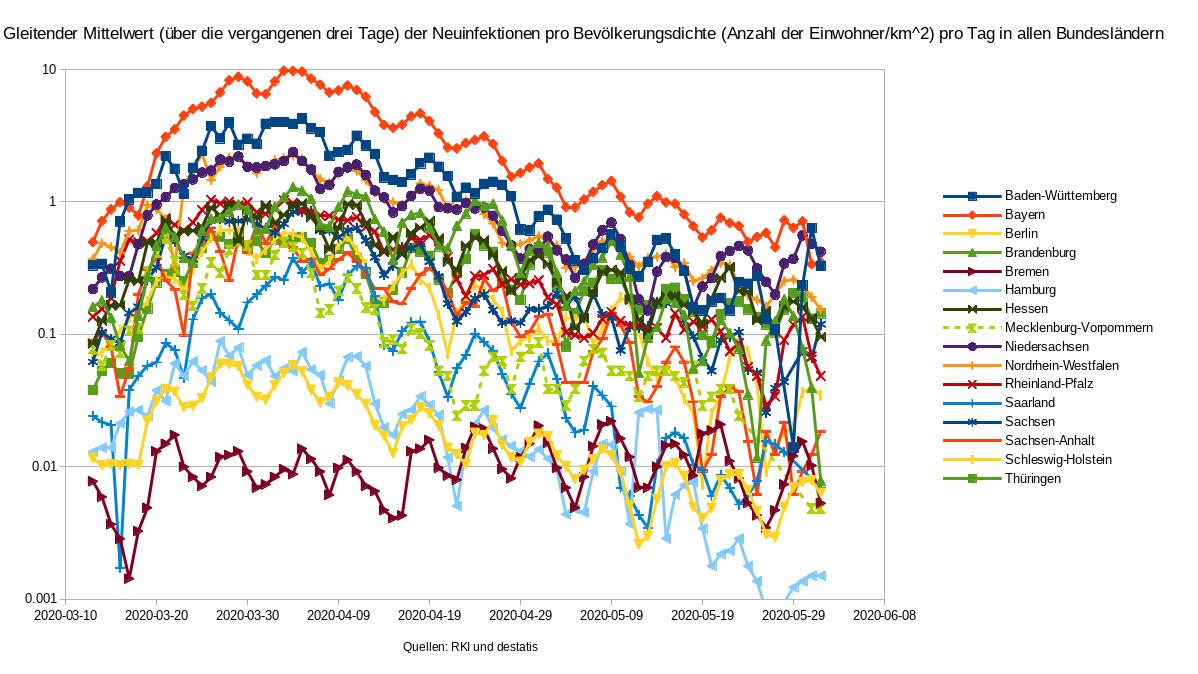 Gleitender Mittelwert (über die vergangenen drei Tage) der Neuinfektionen pro Bevölkerungsdichte (Anzahl der Einwohner/km^2) pro Tag in allen Bundesländern
10
1
0.1
0.01
0.001
2020-03-10
2020-03-20
2020-03-30
2020-04-09
2020-04-19
2020-04-29
2020-05-09
2020-05-19
2020-05-29
2020-06-08
Quellen: RKI und destatis
Baden-Württemberg
Bayern
Berlin
Brandenburg
Bremen
Hamburg
Hessen
Mecklenburg-Vorpommern
Niedersachsen
Nordrhein-Westfalen
Rheinland-Pfalz
Saarland
Sachsen
Sachsen-Anhalt
Schleswig-Holstein
Thüringen